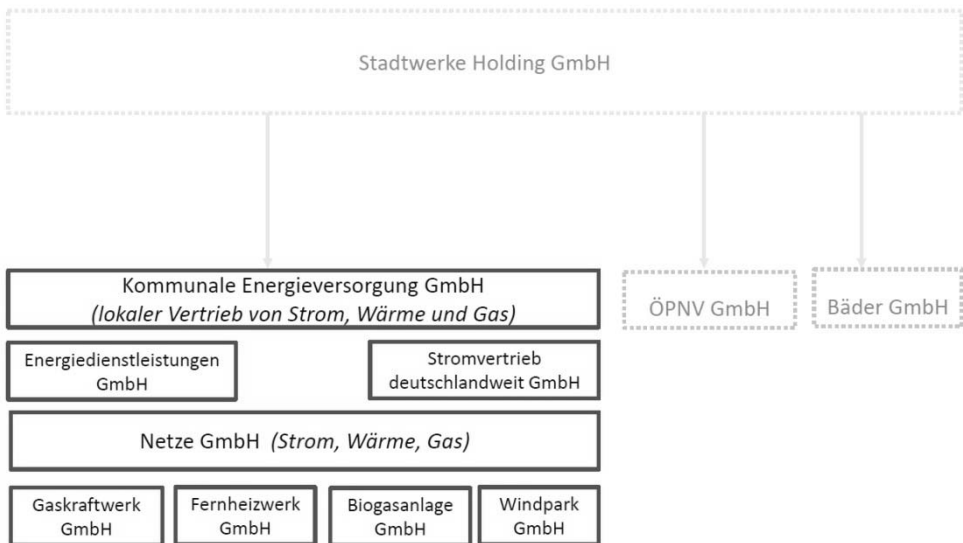 Stadtwerke Holding GmbH
Kommunale Energieversorgung GmbH
(lokaler Vertrieb von Strom, Wärme und Gas)
ÖPNV GmbH
Bäder GmbH
Energiedienstleistungen
GmbH
Stromvertrieb
deutschlandweit GmbH
Netze GmbH (Strom, Wärme, Gas)
Gaskraftwerk
GmbH
Fernheizwerk
GmbH
Biogasanlage
GmbH
Windpark
GmbH